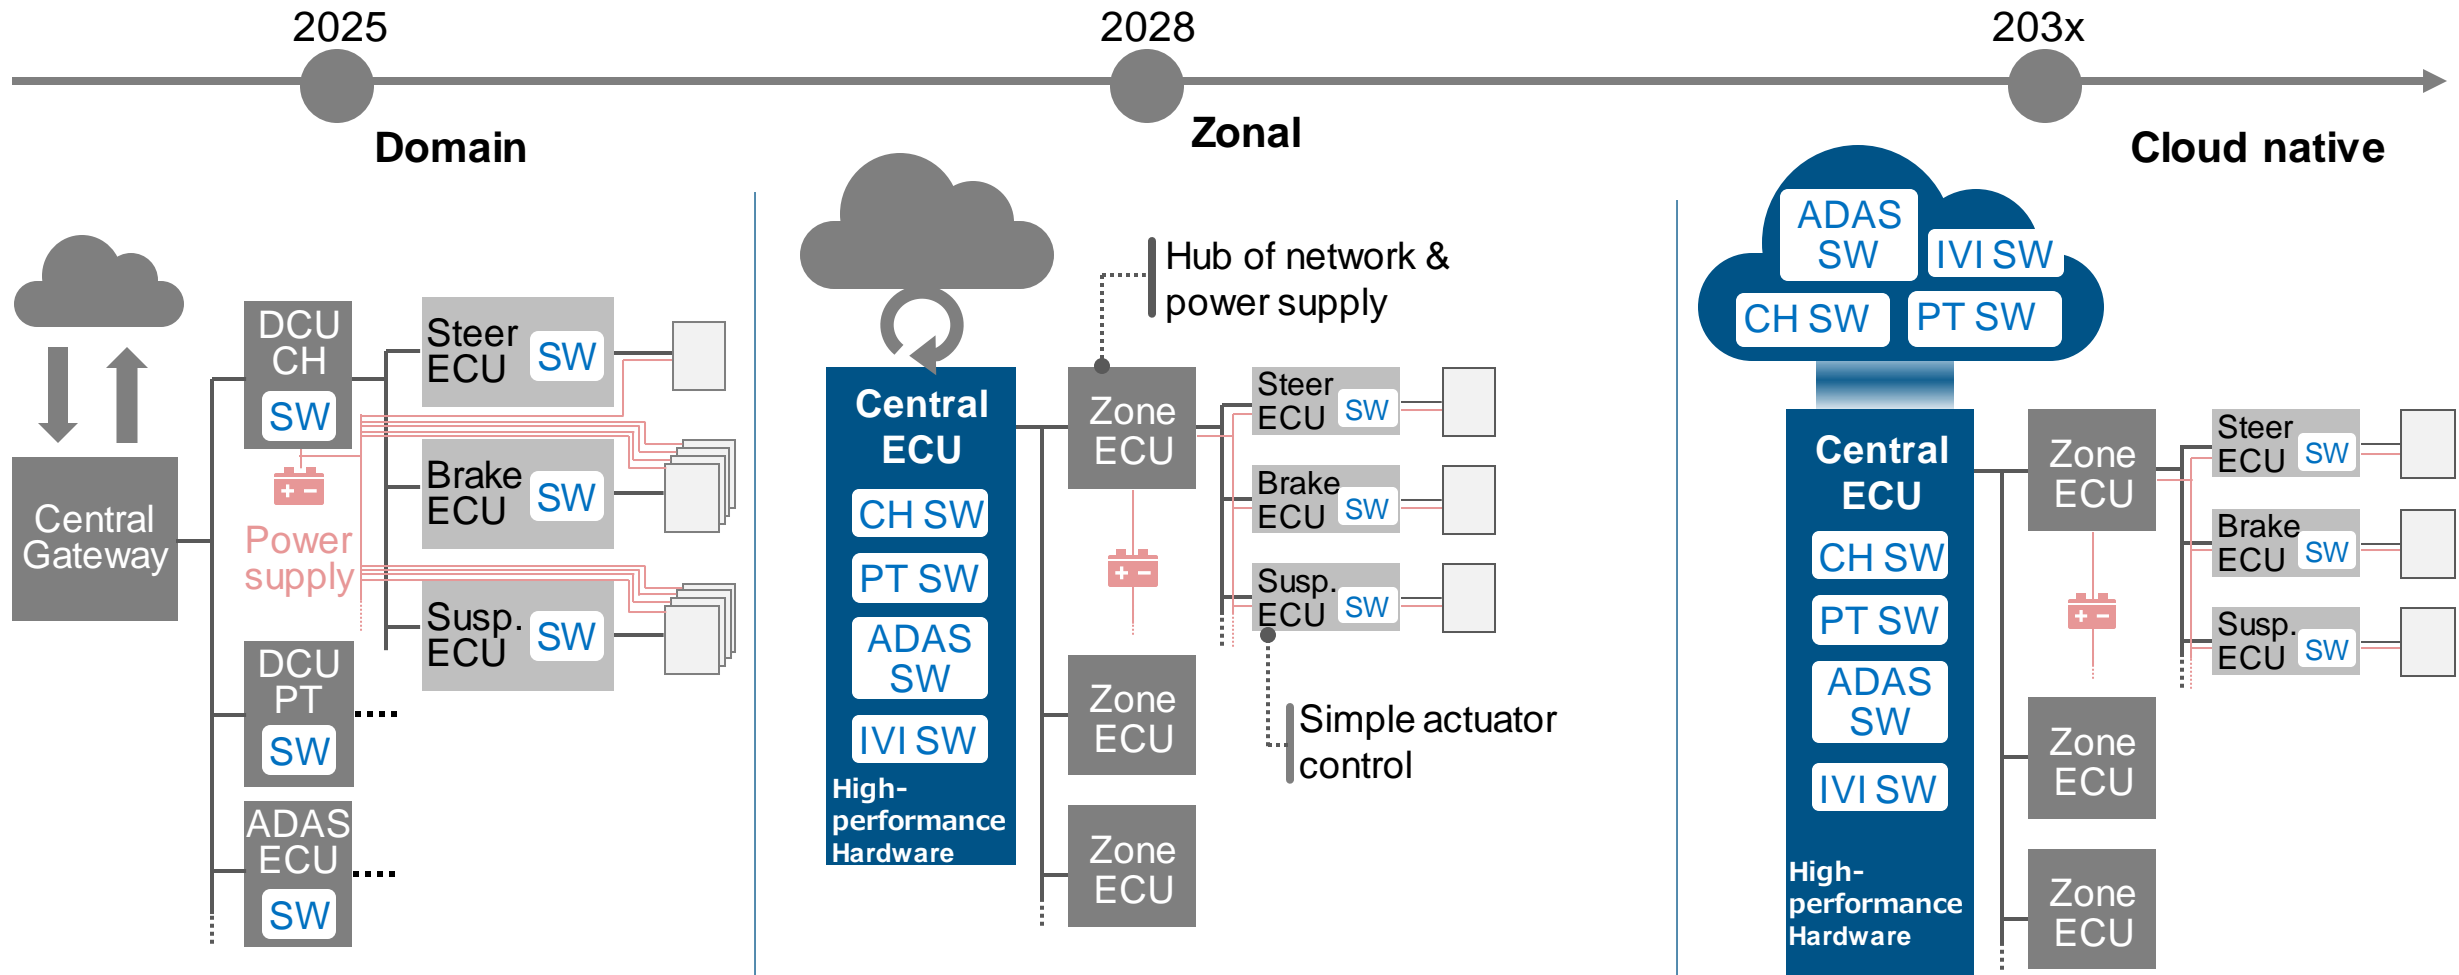 2025
2028
203x
Domain
Zonal
Cloud native
DCU
CH
SW
Steer
ECU
SW
Brake
ECU
SW
Susp.
ECU
SW
Power
supply
Central
Gateway
DCU
PT
SW
ADAS
ECU
SW
Hub of network &
power supply
Central
ECU
CH SW
PT SW
ADAS
SW
IVI SW
High-
performance
Hardware
Zone
ECU
Steer
ECU
SW
Brake
ECU
SW
Susp.
ECU
SW
Simple actuator
control
Zone
ECU
Zone
ECU
ADAS
SW
IVI SW
CH SW
PT SW
Central
ECU
CH SW
PT SW
ADAS
SW
IVI SW
High-
performance
Hardware
Zone
ECU
Steer
ECU
SW
Brake
ECU
SW
Susp.
ECU
SW
Zone
ECU
Zone
ECU